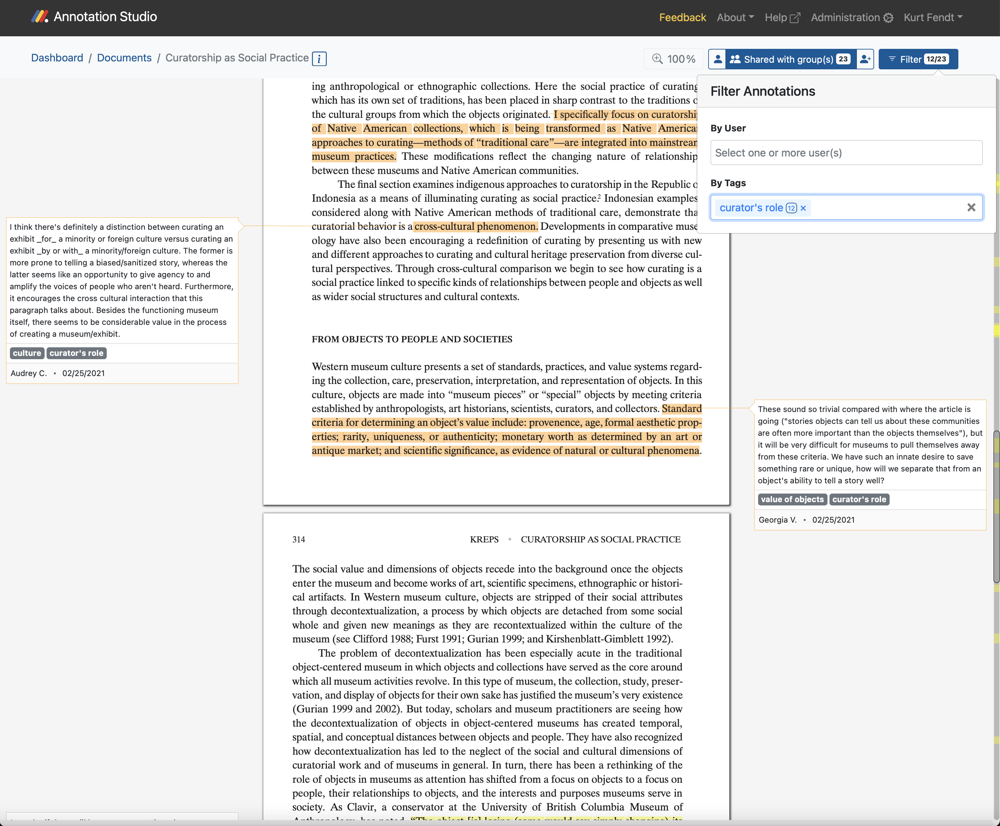 Annotation Studio
Feedback About Help Administration Kurt Fendt
Dashboard / Documents / Curatorship as Social Practice i
100%
Shared with group(s) 23
Filter 12/23
Filter Annotations
By User
Select one or more user(s)
By Tags
curator's role 12 ×
ing anthropological or ethnographic collections. Here the social practice of curating
which has its own set of traditions, has been placed in sharp contrast to the traditions
the cultural groups from which the objects originated. I specifically focus on
of Native American collections, which is being transformed as Native
approaches to curating—methods of “traditional care”—are integrated into
museum practices. These modifications reflect the changing nature of relationship
between these museums and Native American communities.
The final section examines indigenous approaches to curatorship in the Republic
Indonesia as a means of illuminating curating as social practice.² Indonesian examples
considered along with Native American methods of traditional care, demonstrate
curatorial behavior is a cross-cultural phenomenon. Developments in comparative muse
ology have also been encouraging a redefinition of curating by presenting us with new
and different approaches to curating and cultural heritage preservation from diverse cul-
tural perspectives. Through cross-cultural comparison we begin to see how curating is a
social practice linked to specific kinds of relationships between people and objects as well
as wider social structures and cultural contexts.
FROM OBJECTS TO PEOPLE AND SOCIETIES
Western museum culture presents a set of standards, practices, and value systems regard-
ing the collection, care, preservation, interpretation, and representation of objects. In this
culture, objects are made into “museum pieces” or “special” objects by meeting criteria
established by anthropologists, art historians, scientists, curators, and collectors. Standard
criteria for determining an object’s value include: provenence, age, formal aesthetic prop-
erties; rarity, uniqueness, or authenticity; monetary worth as determined by an art or
antique market; and scientific significance, as evidence of natural or cultural phenomena.
I think there's definitely a distinction between curating an
exhibit _for_ a minority or foreign culture versus curating an
exhibit _by or with_ a minority/foreign culture. The former is
more prone to telling a biased/sanitized story, whereas the
latter seems like an opportunity to give agency to and
amplify the voices of people who aren't heard. Furthermore,
it encourages the cross cultural interaction that this
paragraph talks about. Besides the functioning museum
itself, there seems to be considerable value in the process
of creating a museum/exhibit.
culture curator's role
Audrey C. • 02/25/2021
These sound so trivial compared with where the article is
going ("stories objects can tell us about these communities
are often more important than the objects themselves"), but
it will be very difficult for museums to pull themselves away
from these criteria. We have such an innate desire to save
something rare or unique, how will we separate that from an
object's ability to tell a story well?
value of objects curator's role
Georgia V. • 02/25/2021
314 KREPS • CURATORSHIP AS SOCIAL PRACTICE
The social value and dimensions of objects recede into the background once the objects
enter the museum and become works of art, scientific specimens, ethnographic or histori-
cal artifacts. In Western museum culture, objects are stripped of their social attributes
through decontextualization, a process by which objects are detached from some social
whole and given new meanings as they are recontextualized within the culture of the
museum (see Clifford 1988; Furst 1991; Gurian 1999; and Kirshenblatt-Gimblett 1992).
The problem of decontextualization has been especially acute in the traditional
object-centered museum in which objects and collections have served as the core around
which all museum activities revolve. In this type of museum, the collection, study, preser-
vation, and display of objects for their own sake has justified the museum’s very existence
(Gurian 1999 and 2002). But today, scholars and museum practitioners are seeing how
the decontextualization of objects in object-centered museums has created temporal,
spatial, and conceptual distances between objects and people. They have also recognized
how decontextualization has led to the neglect of the social and cultural dimensions of
curatorial work and of museums in general. In turn, there has been a rethinking of the
role of objects in museums as attention has shifted from a focus on objects to a focus on
people, their relationships to objects, and the interests and purposes museums serve in
society. As Clavir, a conservator at the University of British Columbia Museum of
Anthropology, has noted, “The object [is] losing (some would say simply changing) its